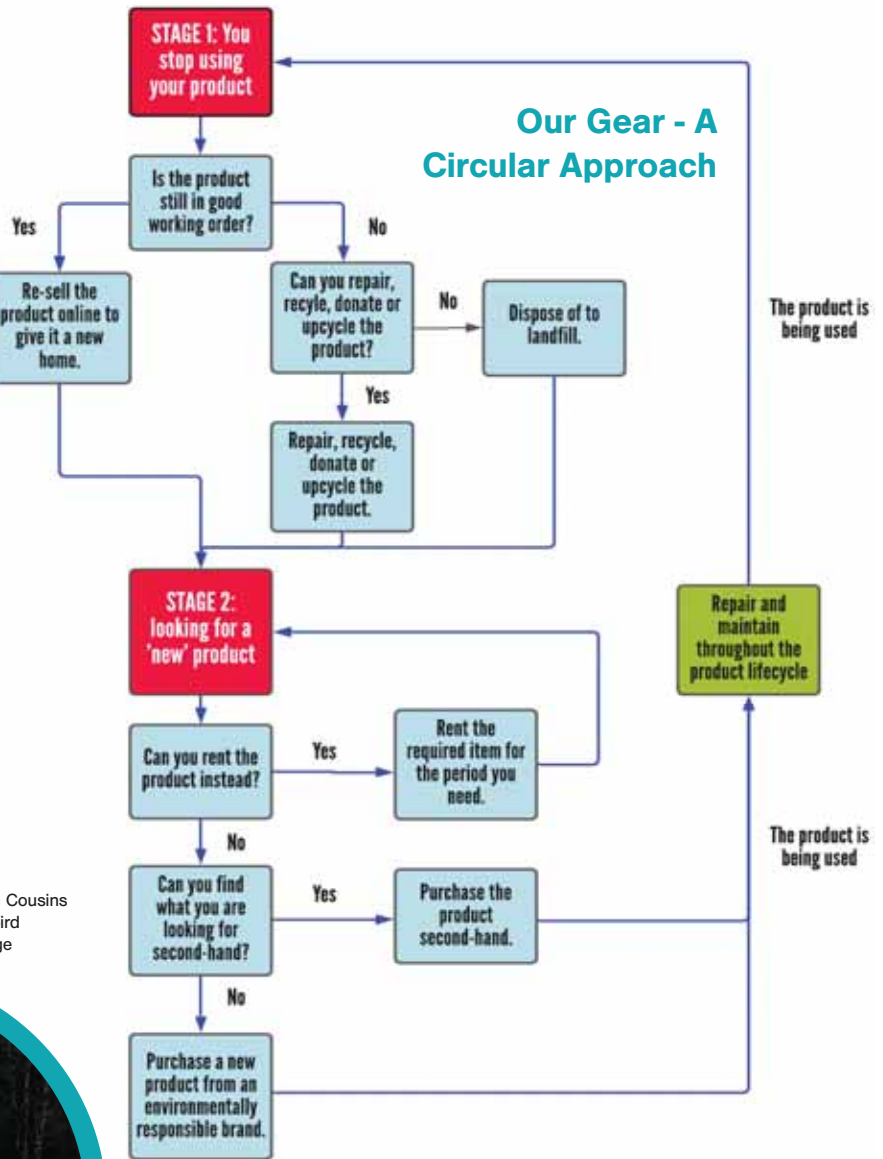 STAGE 1: You
stop using
your product
Our Gear - A
Circular Approach
Is the product
still in good
working order?
Yes
No
Re-sell the
product online to
give it a new
home.
Can you repair,
recyle, donate or
upcycle the
product?
No
Dispose of to
landfill.
The product is
being used
Yes
Repair, recycle,
donate or
upcycle the
product.
STAGE 2:
looking for a
'new' product
Repair and
maintain
throughout the
product lifecycle
Can you rent the
product instead?
Yes
Rent the
required item for
the period you
need.
No
The product is
being used
Can you find
what you are
looking for
second-hand?
Yes
Purchase the
product
second-hand.
Cousins
No
Purchase a new
product from an
environmentally
responsible brand.